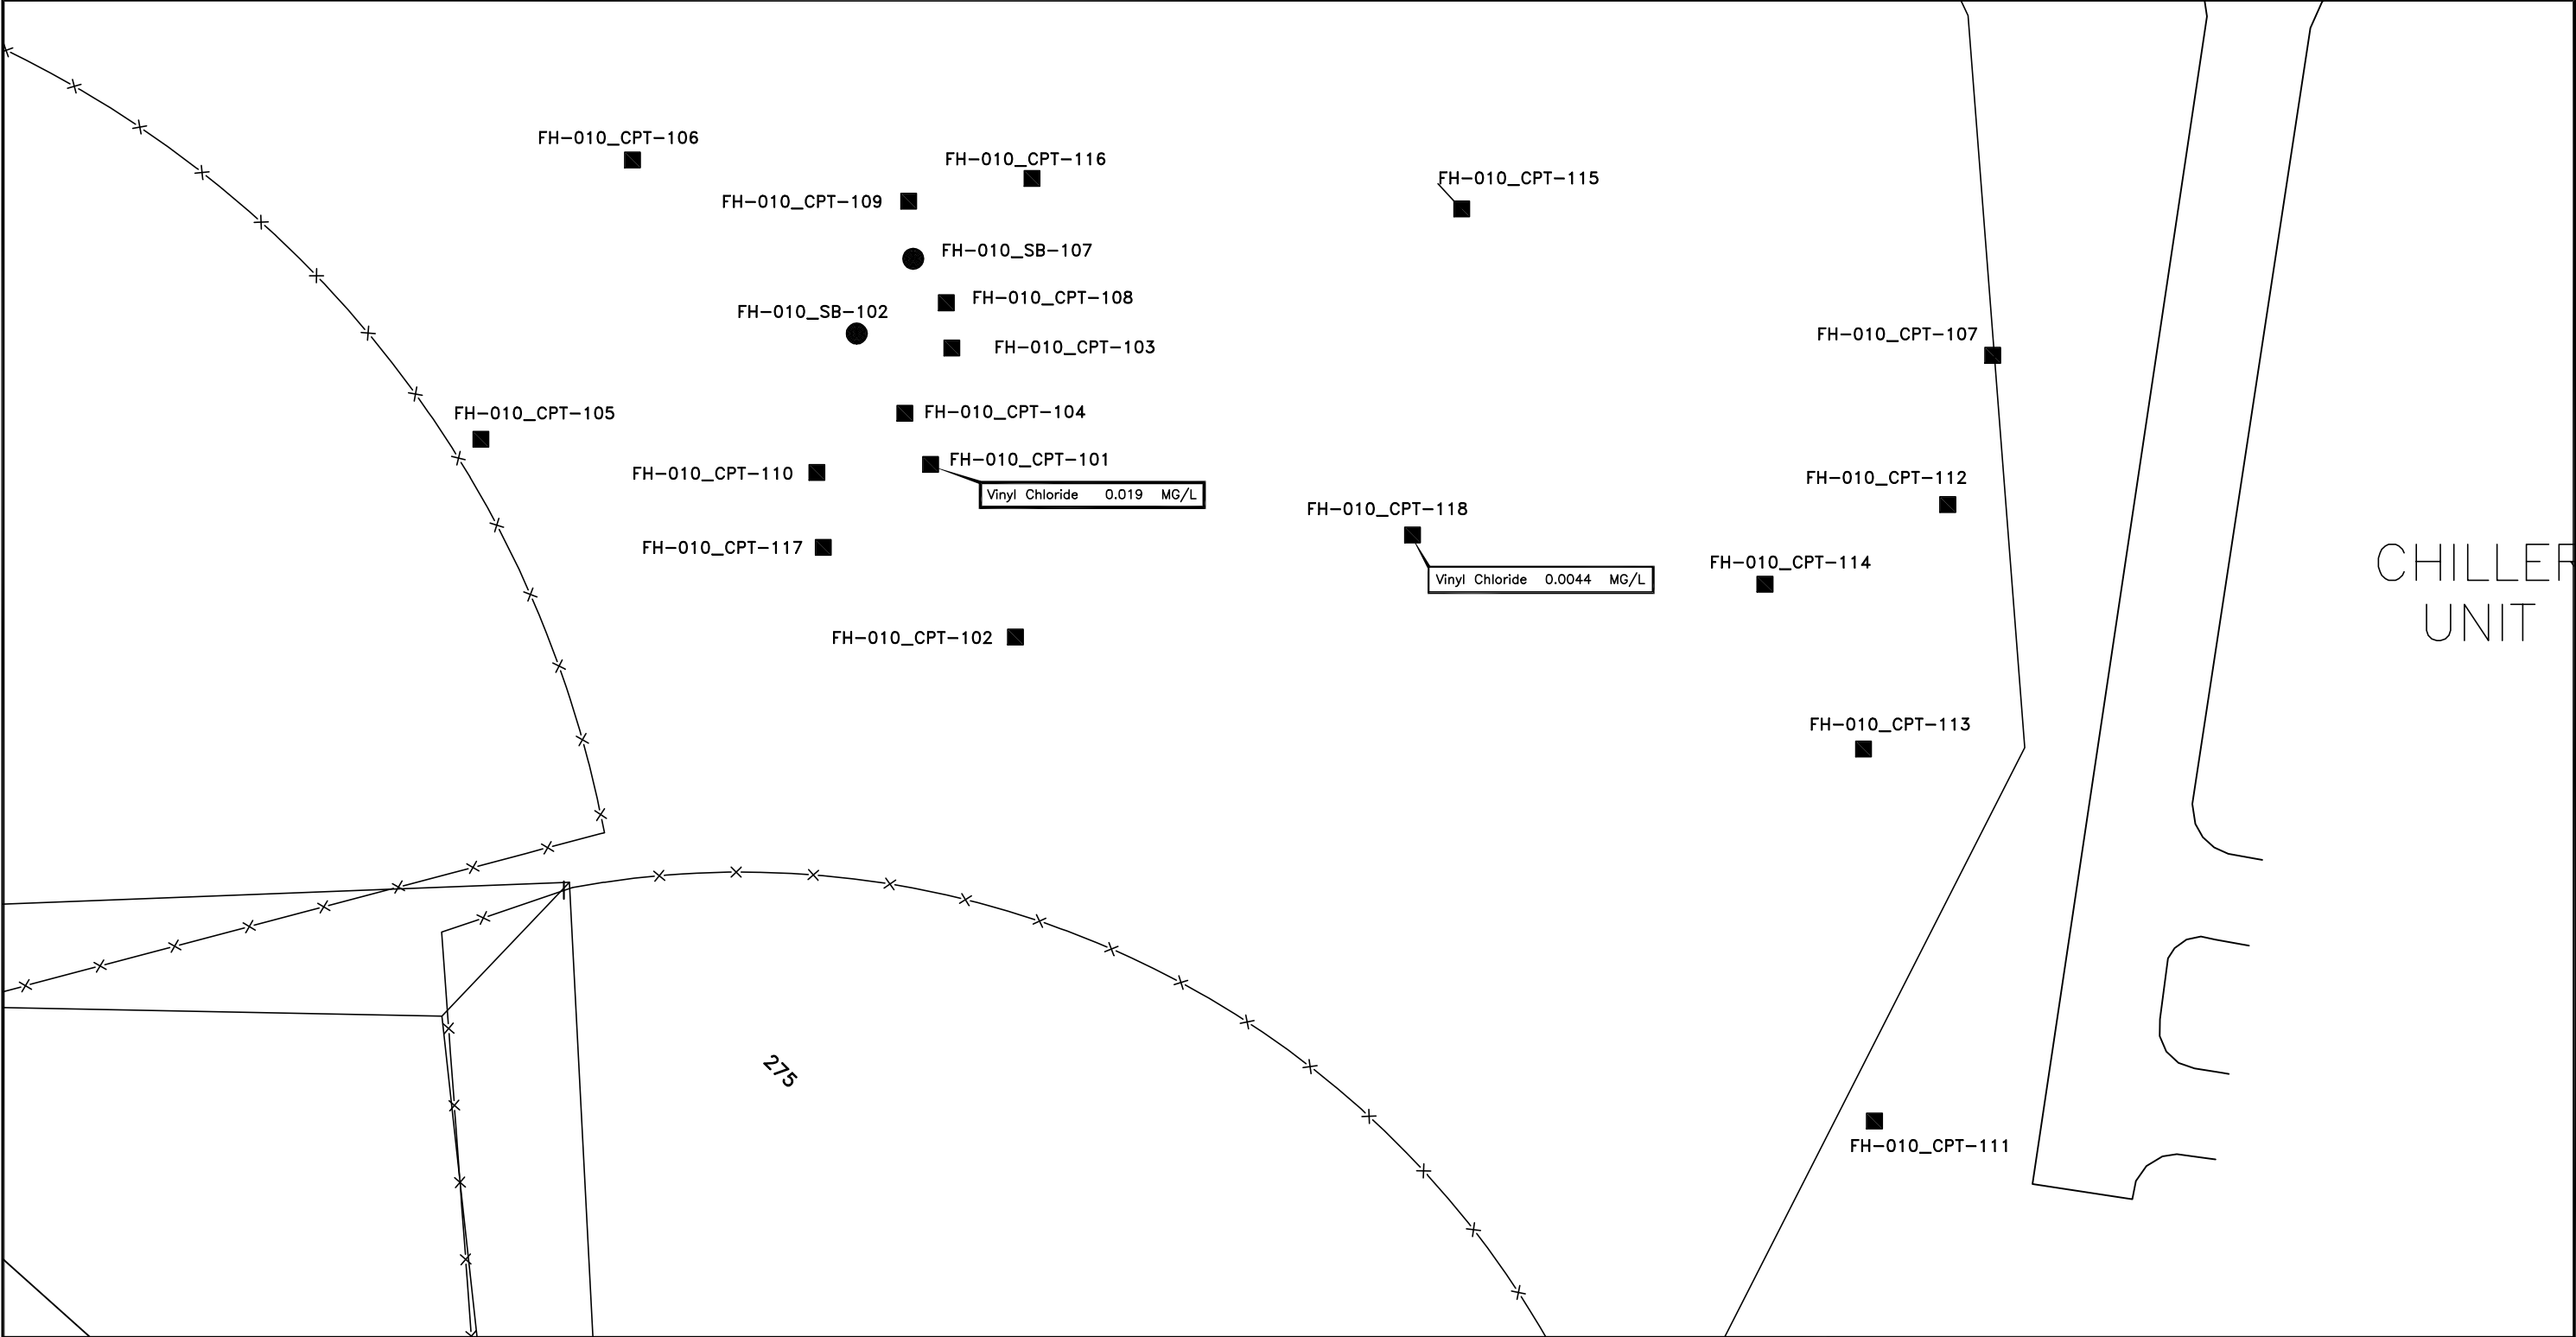 FH-010_CPT-106
FH-010_CPT-116
FH-010_CPT-115
FH-010_CPT-109
FH-010_SB-107
FH-010_CPT-108
FH-010_SB-102
FH-010_CPT-107
FH-010_CPT-103
FH-010_CPT-105
FH-010_CPT-104
FH-010_CPT-101
FH-010_CPT-110
FH-010_CPT-112
Vinyl Chloride 0.019 MG/L
FH-010_CPT-118
FH-010_CPT-117
FH-010_CPT-114
CHILLER
UNIT
Vinyl Chloride 0.0044 MG/L
FH-010_CPT-102
FH-010_CPT-113
275
FH-010_CPT-111